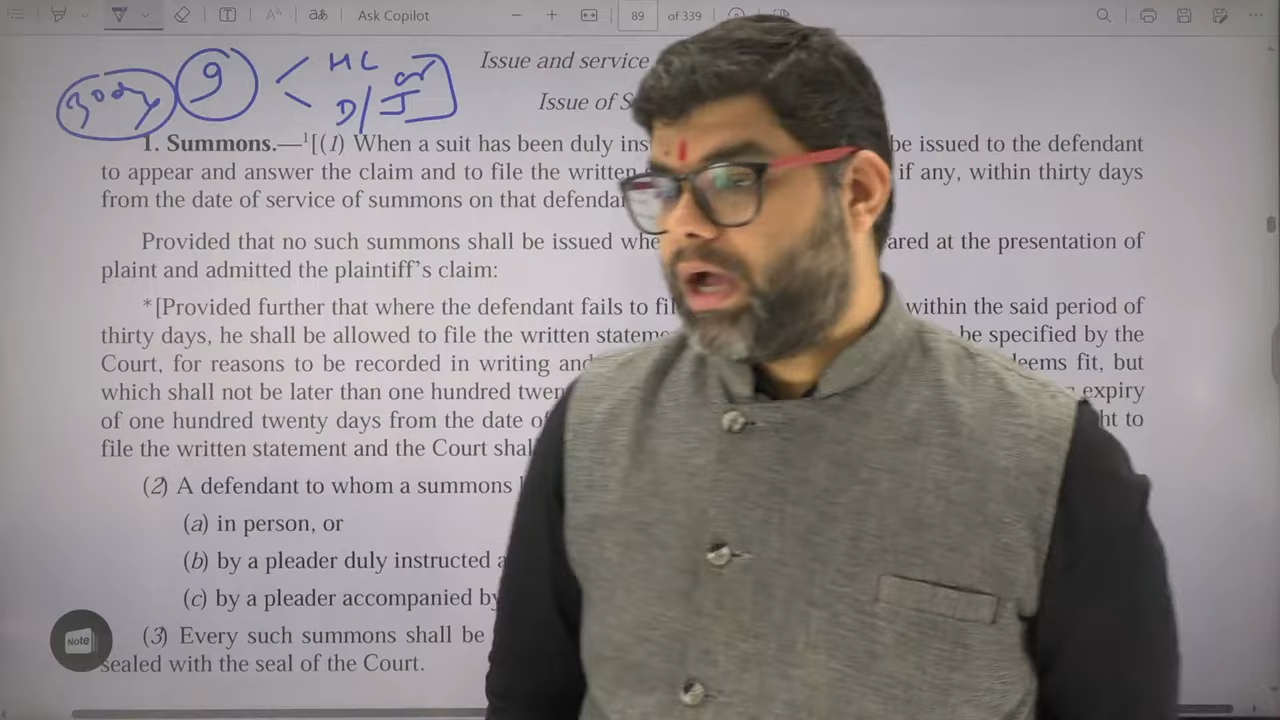 Ask Copilot
89 of 339
Body 9 HC or
D/J
Issue and service
Issue of S
1. Summons.—¹[(1) When a suit has been duly ins be issued to the defendant
to appear and answer the claim and to file the written if any, within thirty days
from the date of service of summons on that defenda
Provided that no such summons shall be issued whe ared at the presentation of
plaint and admitted the plaintiff's claim:
*[Provided further that where the defendant fails to fil within the said period of
thirty days, he shall be allowed to file the written stateme be specified by the
Court, for reasons to be recorded in writing and deems fit, but
which shall not be later than one hundred twen expiry
of one hundred twenty days from the date of ht to
file the written statement and the Court shal
(2) A defendant to whom a summons
(a) in person, or
(b) by a pleader duly instructed a
(c) by a pleader accompanied by
(3) Every such summons shall be
sealed with the seal of the Court.
Note